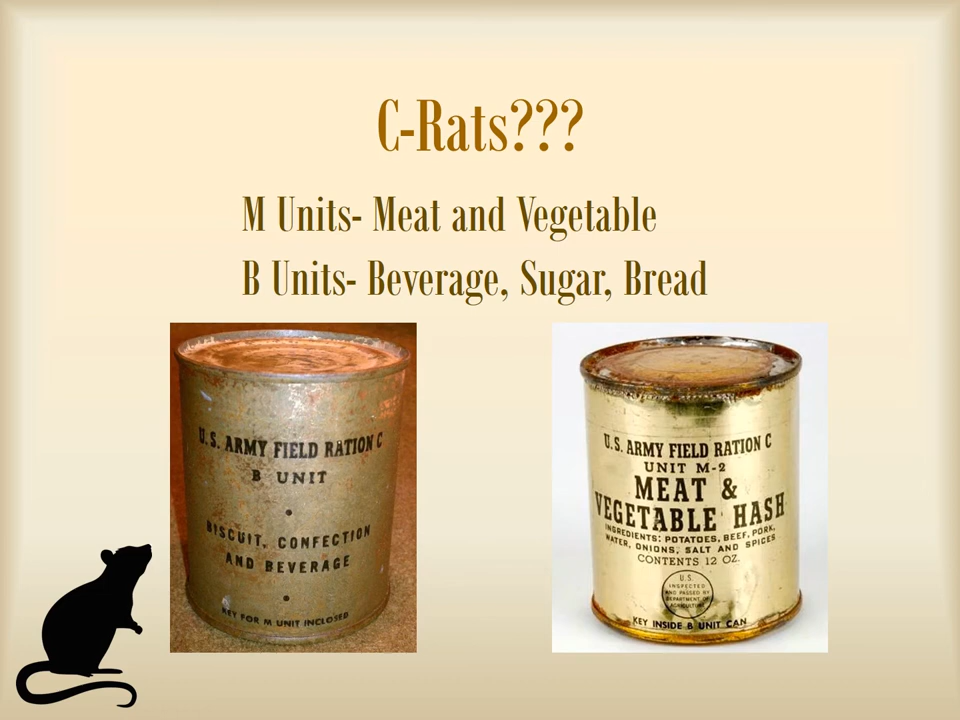 C-Rats???
M Units- Meat and Vegetable
B Units- Beverage, Sugar, Bread
U.S. ARMY FIELD RATION C
B UNIT
BISCUIT, CONFECTION
AND BEVERAGE
KEY FOR M UNIT INCLOSED
U.S. ARMY FIELD RATION C
UNIT M-2
MEAT &
VEGETABLE HASH
INGREDIENTS: POTATOES, BEEF, PORK,
WATER, ONIONS, SALT AND SPICES
CONTENTS 12 OZ.
U.S.
INSPECTED
AND PASSED BY
DEPARTMENT OF
AGRICULTURE
KEY INSIDE B UNIT CAN